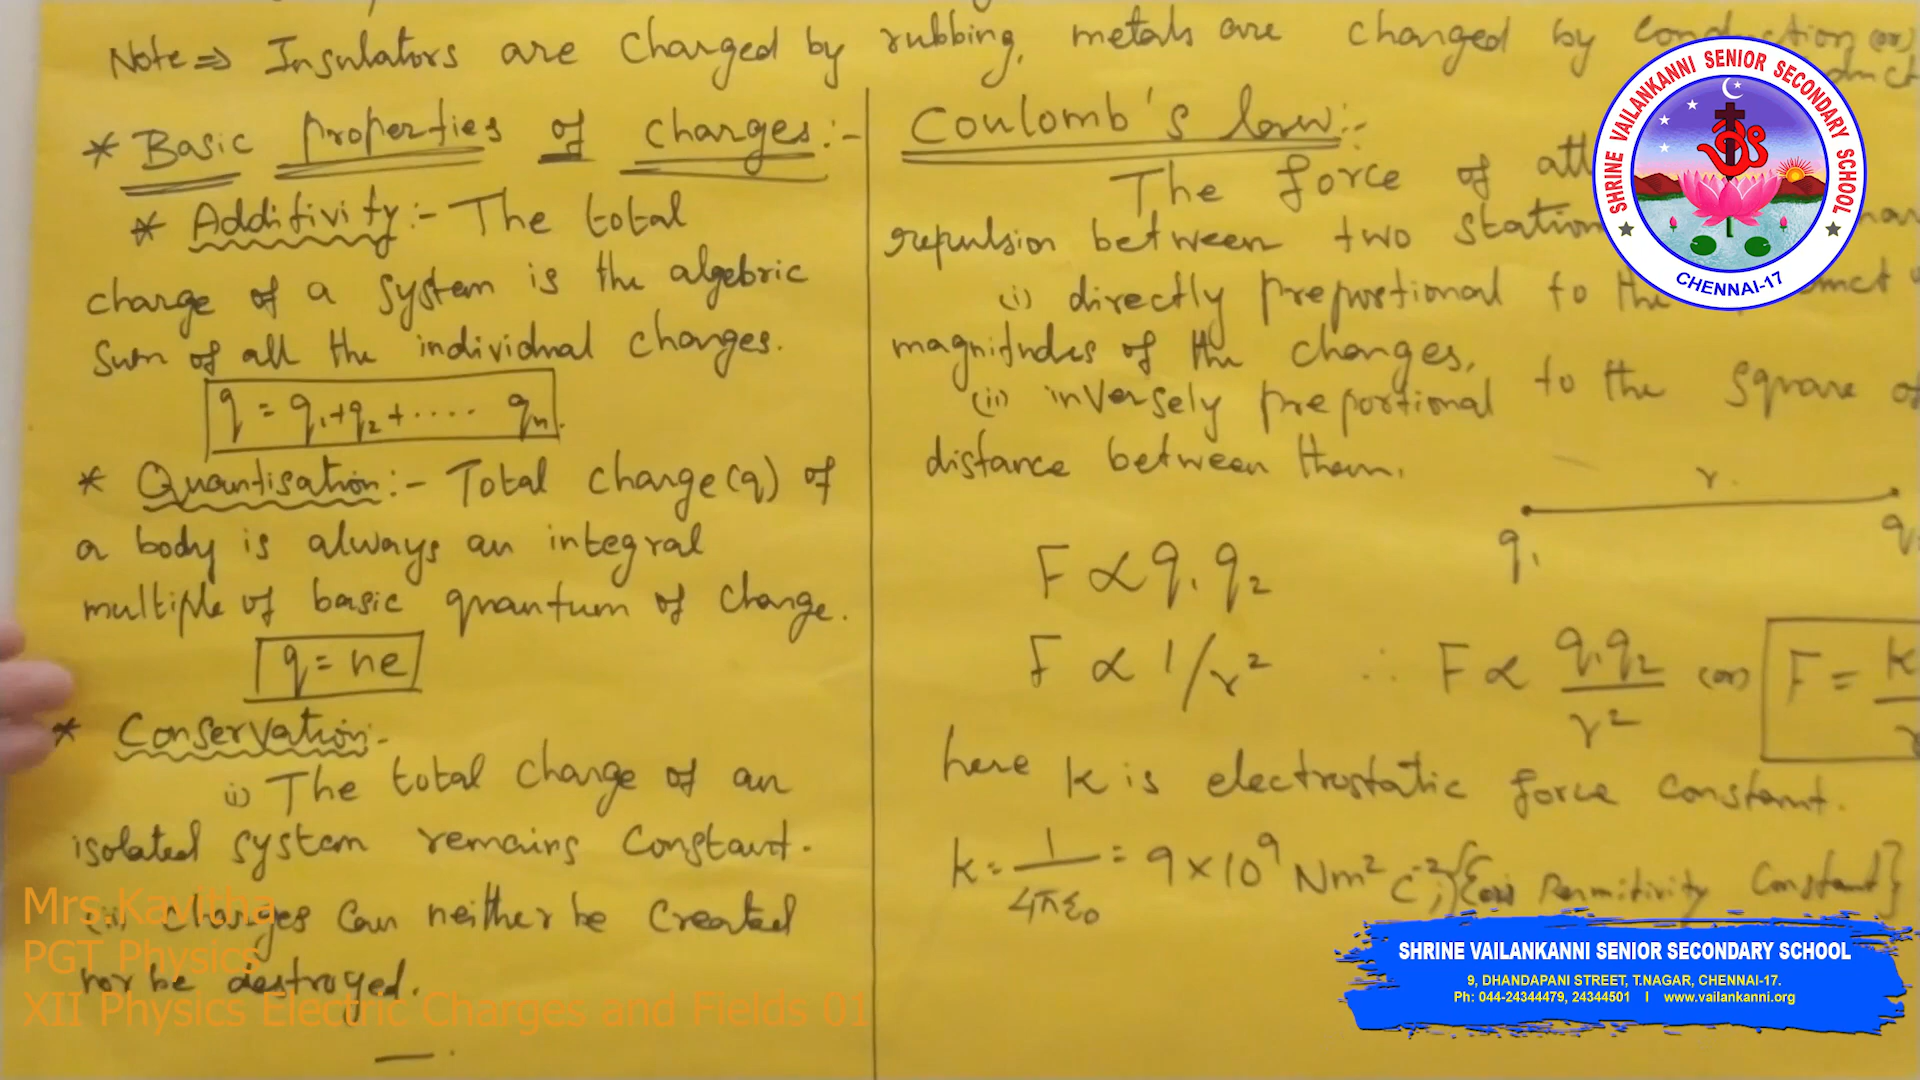 Note ⇒ Insulators are charged by rubbing, metals are charged by conduction (or)
* Basic properties of charges:-
* Additivity:- The total
charge of a system is the algebric
sum of all the individual charges.
q = q₁+q₂+..... qₙ.
* Quantisation:- Total charge(q) of
a body is always an integral
multiple of basic quantum of charge.
q = ne
* Conservation:-
i) The total charge of an
isolated system remains constant.
(ii) charges can neither be created
nor be destroyed.
Coulomb's law:-
The force of
repulsion between two
(i) directly proportional to the
magnitudes of the charges,
(ii) inversely proportional to the square of
distance between them.
r
q₁ q
F ∝ q₁ q₂
F ∝ 1/r² ∴ F ∝ q₁q₂/r² (or) F = k
here k is electrostatic force constant.
k = 1/4πε₀ = 9×10⁹ Nm² C⁻² Constant}
SHRINE VAILANKANNI SENIOR SECONDARY SCHOOL
CHENNAI-17
Mrs.Kavitha
PGT Physics
XII Physics Electric Charges and Fields 01
SHRINE VAILANKANNI SENIOR SECONDARY SCHOOL
9, DHANDAPANI STREET, T.NAGAR, CHENNAI-17.
Ph: 044-24344479, 24344501 I www.vailankanni.org